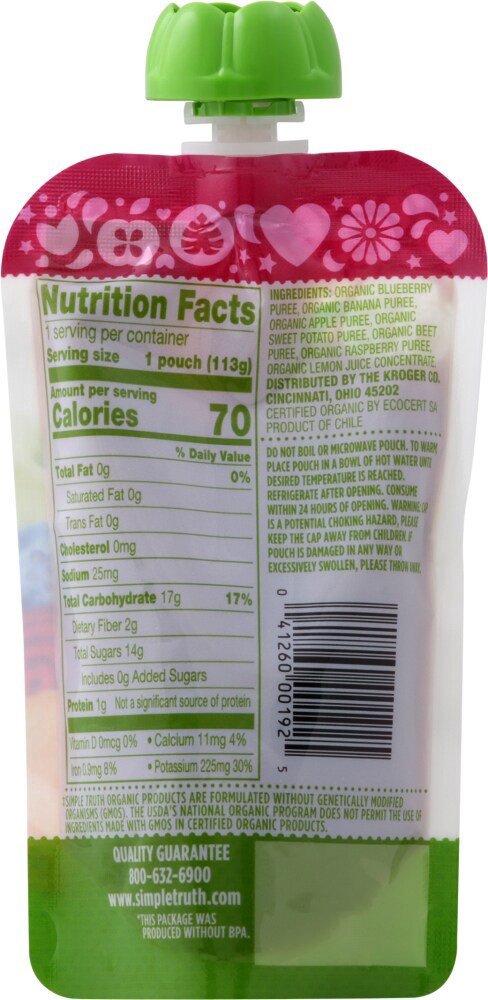 Nutrition Facts
1 serving per container
Serving size 1 pouch (113g)
Amount per serving
Calories 70
% Daily Value
Total Fat 0g 0%
Saturated Fat 0g
Trans Fat 0g
Cholesterol 0mg
Sodium 25mg
Total Carbohydrate 17g 17%
Dietary Fiber 2g
Total Sugars 14g
Includes 0g Added Sugars
Protein 1g Not a significant source of protein
Vitamin D 0mcg 0% • Calcium 11mg 4%
Iron 0.9mg 8% • Potassium 225mg 30%
INGREDIENTS: ORGANIC BLUEBERRY
PUREE, ORGANIC BANANA PUREE,
ORGANIC APPLE PUREE, ORGANIC
SWEET POTATO PUREE, ORGANIC BEET
PUREE, ORGANIC RASPBERRY PUREE,
ORGANIC LEMON JUICE CONCENTRATE.
DISTRIBUTED BY THE KROGER CO.
CINCINNATI, OHIO 45202
CERTIFIED ORGANIC BY ECOCERT SA
PRODUCT OF CHILE
DO NOT BOIL OR MICROWAVE POUCH. TO WARM
PLACE POUCH IN A BOWL OF HOT WATER UNTIL
DESIRED TEMPERATURE IS REACHED.
REFRIGERATE AFTER OPENING. CONSUME
WITHIN 24 HOURS OF OPENING. WARNING: CAP
IS A POTENTIAL CHOKING HAZARD, PLEASE
KEEP THE CAP AWAY FROM CHILDREN. IF
POUCH IS DAMAGED IN ANY WAY OR
EXCESSIVELY SWOLLEN, PLEASE THROW AWAY.
0 41260 00192 5
SIMPLE TRUTH ORGANIC PRODUCTS ARE FORMULATED WITHOUT GENETICALLY MODIFIED
ORGANISMS (GMOS). THE USDA'S NATIONAL ORGANIC PROGRAM DOES NOT PERMIT THE USE OF
INGREDIENTS MADE WITH GMOS IN CERTIFIED ORGANIC PRODUCTS.
QUALITY GUARANTEE
800-632-6900
www.simpletruth.com
*THIS PACKAGE WAS
PRODUCED WITHOUT BPA.